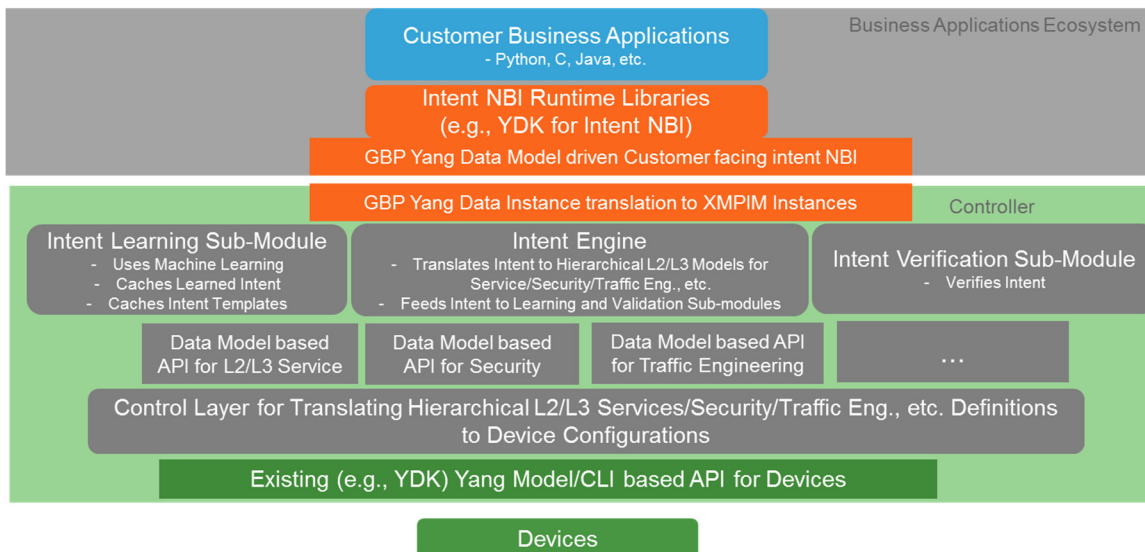 Business Applications Ecosystem
Customer Business Applications
- Python, C, Java, etc.
Intent NBI Runtime Libraries
(e.g., YDK for Intent NBI)
GBP Yang Data Model driven Customer facing intent NBI
GBP Yang Data Instance translation to XMPIM Instances
Controller
Intent Learning Sub-Module
- Uses Machine Learning
- Caches Learned Intent
- Caches Intent Templates
Intent Engine
- Translates Intent to Hierarchical L2/L3 Models for
Service/Security/Traffic Eng., etc.
- Feeds Intent to Learning and Validation Sub-modules
Intent Verification Sub-Module
- Verifies Intent
Data Model based
API for L2/L3 Service
Data Model based
API for Security
Data Model based API
for Traffic Engineering
...
Control Layer for Translating Hierarchical L2/L3 Services/Security/Traffic Eng., etc. Definitions
to Device Configurations
Existing (e.g., YDK) Yang Model/CLI based API for Devices
Devices